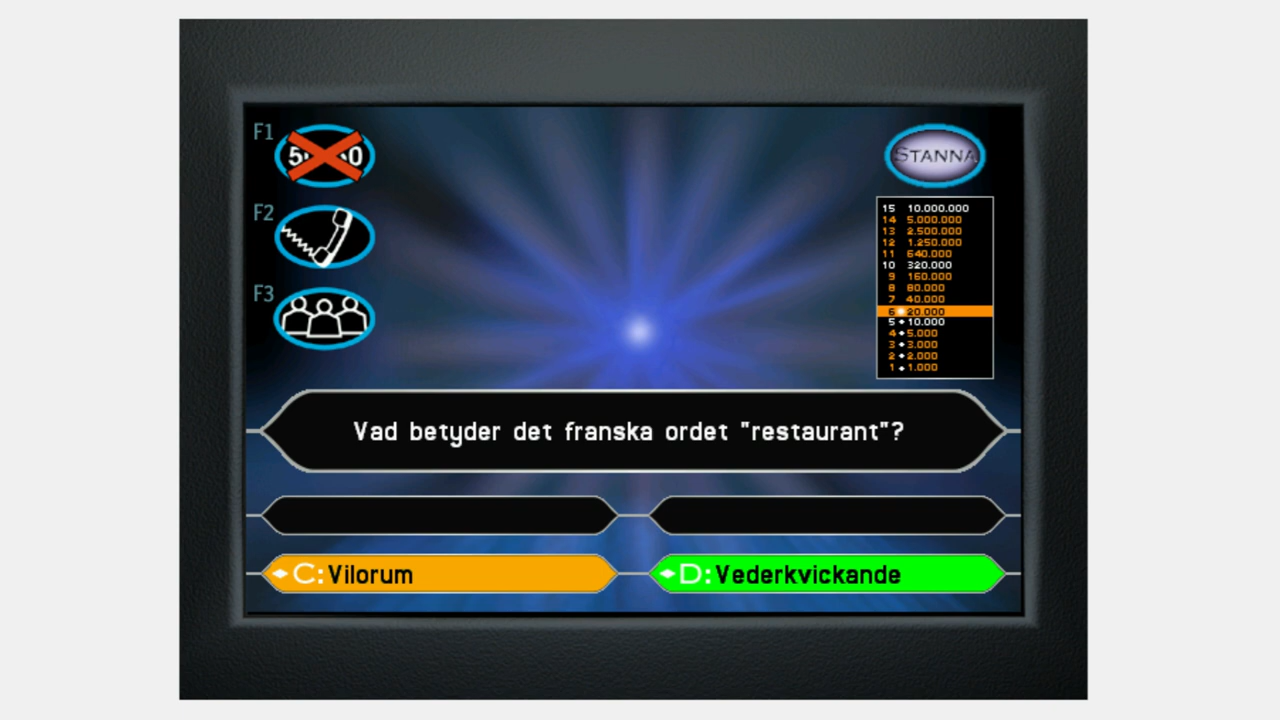 F1
50:50
STANNA
F2
F3
15 10.000.000
14 5.000.000
13 2.500.000
12 1.250.000
11 640.000
10 320.000
9 160.000
8 80.000
7 40.000
6 20.000
5 10.000
4 5.000
3 3.000
2 2.000
1 1.000
Vad betyder det franska ordet "restaurant"?
C: Vilorum
D: Vederkvickande